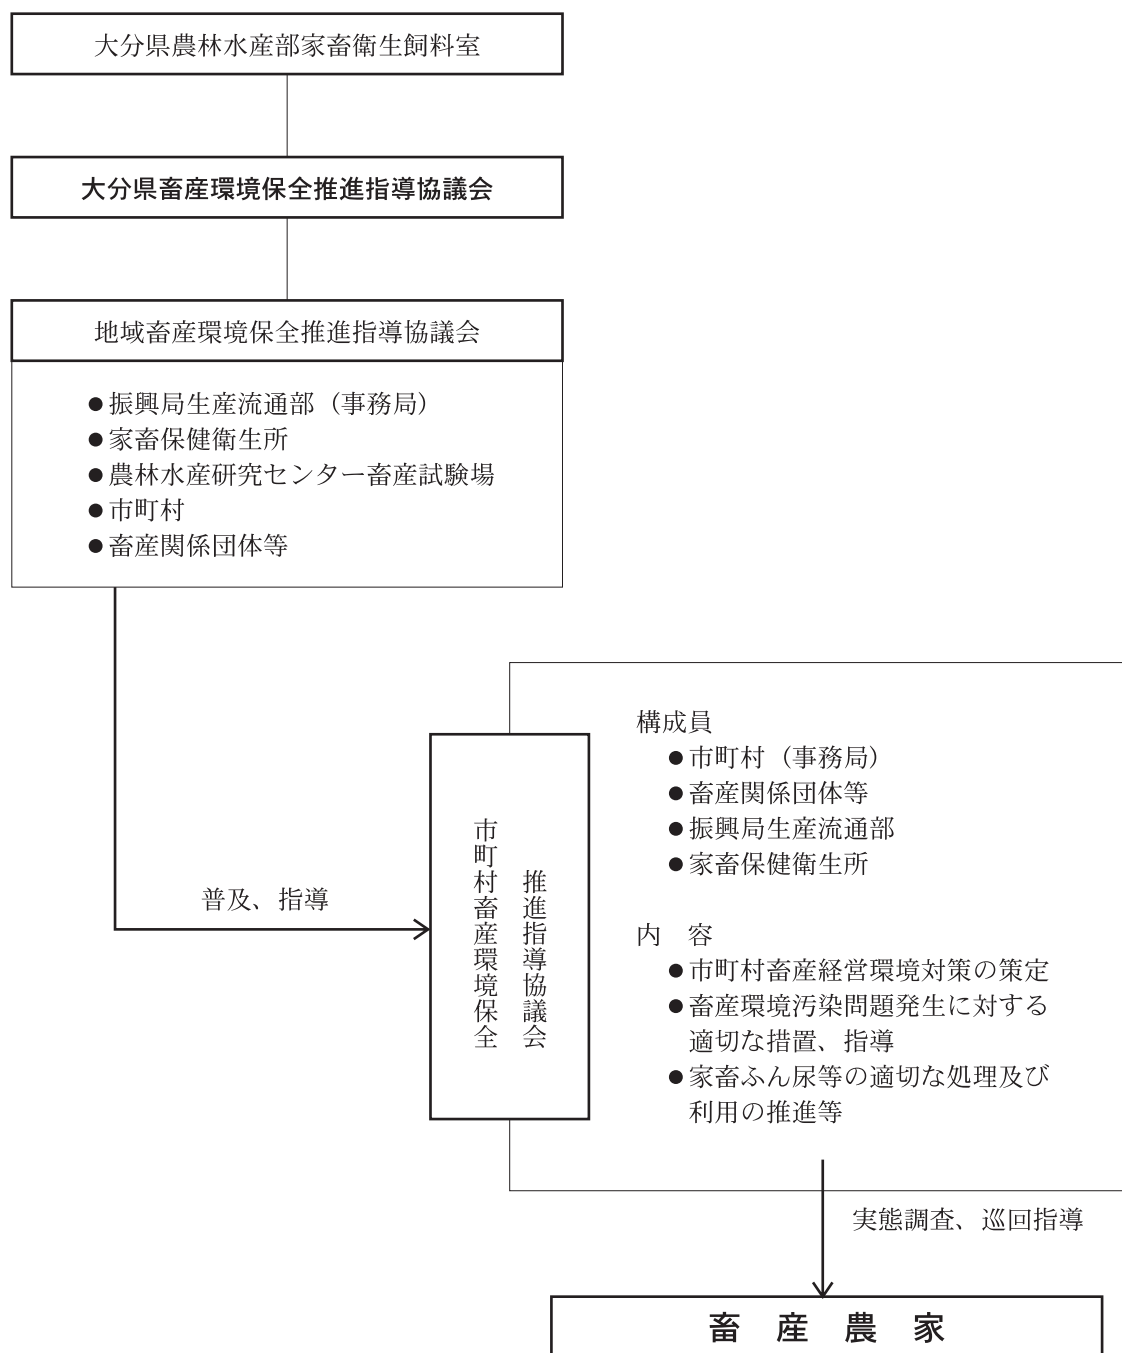 大分県農林水産部家畜衛生飼料室
大分県畜産環境保全推進指導協議会
地域畜産環境保全推進指導協議会
●振興局生産流通部（事務局）
●家畜保健衛生所
●農林水産研究センター畜産試験場
●市町村
●畜産関係団体等
普及、指導
市町村畜産環境保全
推進指導協議会
構成員
●市町村（事務局）
●畜産関係団体等
●振興局生産流通部
●家畜保健衛生所
内　容
●市町村畜産経営環境対策の策定
●畜産環境汚染問題発生に対する
適切な措置、指導
●家畜ふん尿等の適切な処理及び
利用の推進等
実態調査、巡回指導
畜　産　農　家